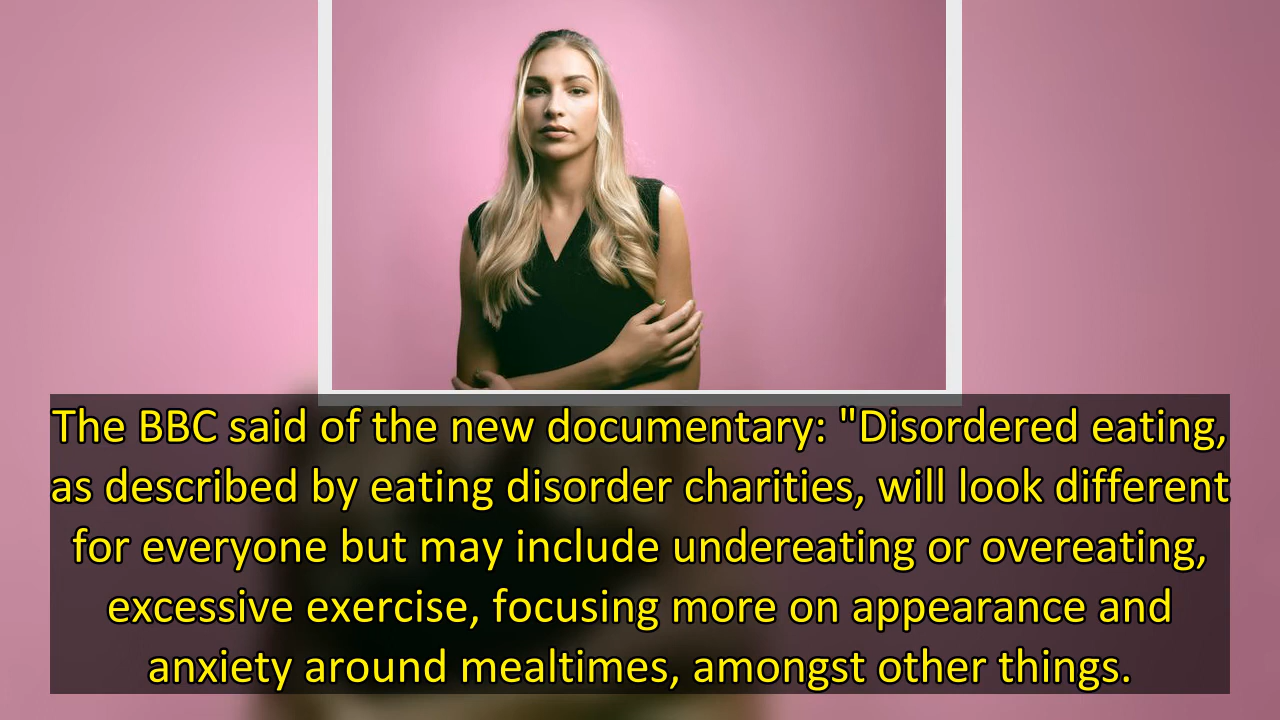 The BBC said of the new documentary: "Disordered eating,
as described by eating disorder charities, will look different
for everyone but may include undereating or overeating,
excessive exercise, focusing more on appearance and
anxiety around mealtimes, amongst other things.